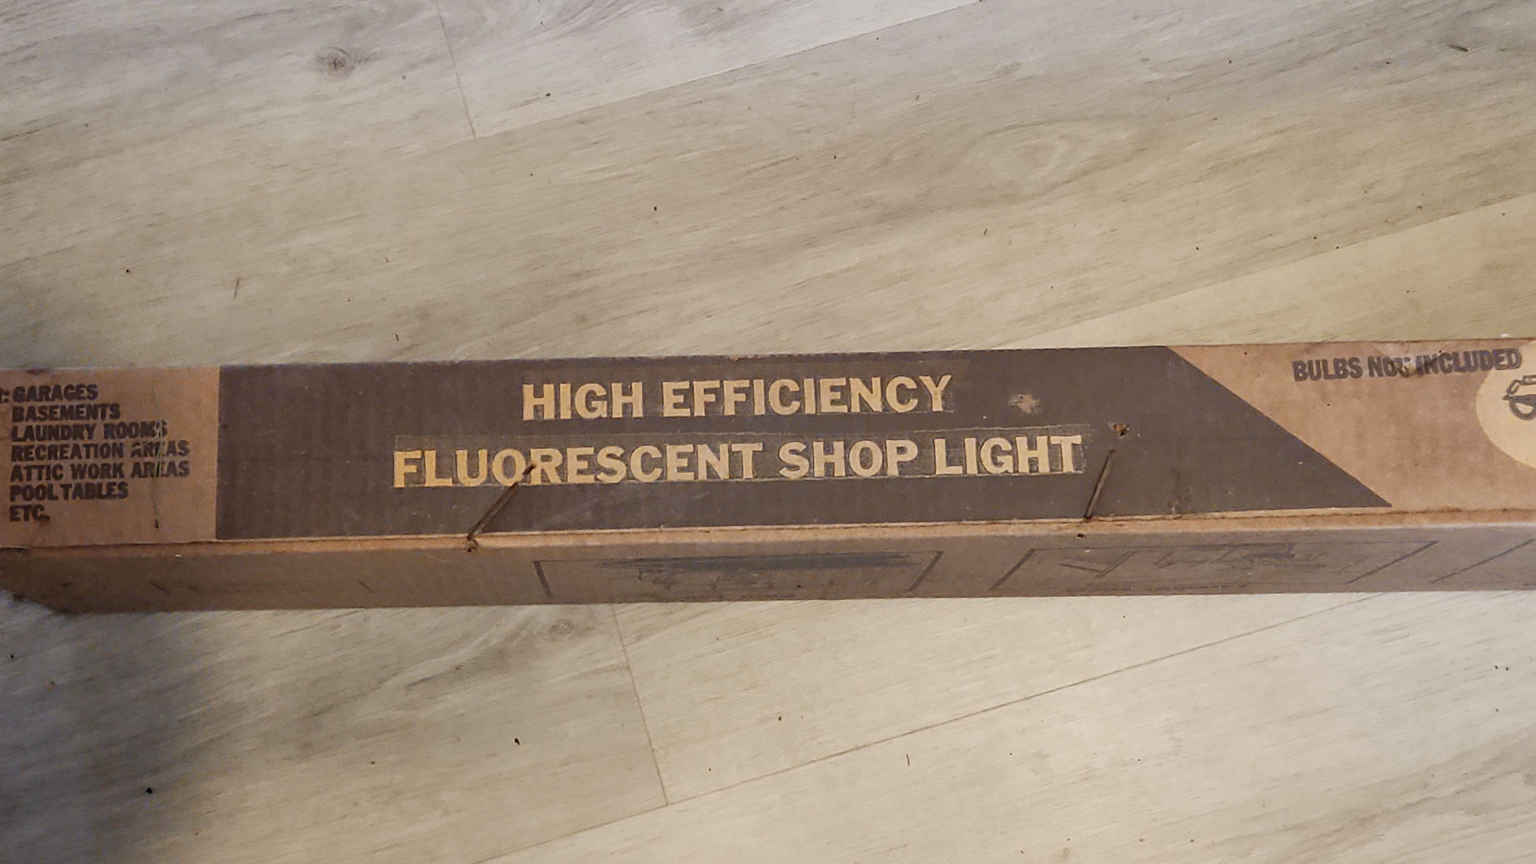 GARAGES
BASEMENTS
LAUNDRY ROOMS
RECREATION AREAS
ATTIC WORK AREAS
POOL TABLES
ETC.
HIGH EFFICIENCY
FLUORESCENT SHOP LIGHT
BULBS NOT INCLUDED